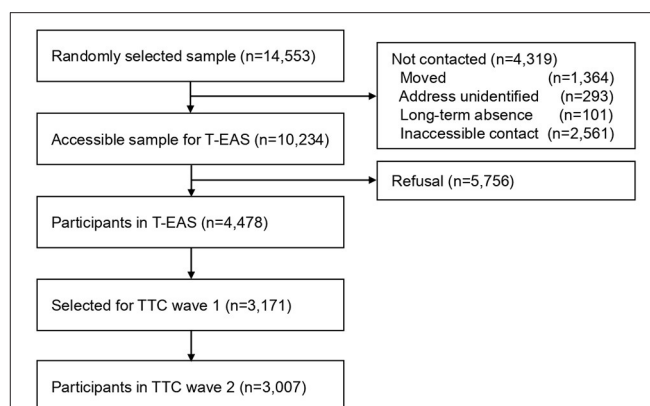 Randomly selected sample (n=14,553)
Not contacted (n=4,319)
Moved (n=1,364)
Address unidentified (n=293)
Long-term absence (n=101)
Inaccessible contact (n=2,561)
Accessible sample for T-EAS (n=10,234)
Refusal (n=5,756)
Participants in T-EAS (n=4,478)
Selected for TTC wave 1 (n=3,171)
Participants in TTC wave 2 (n=3,007)